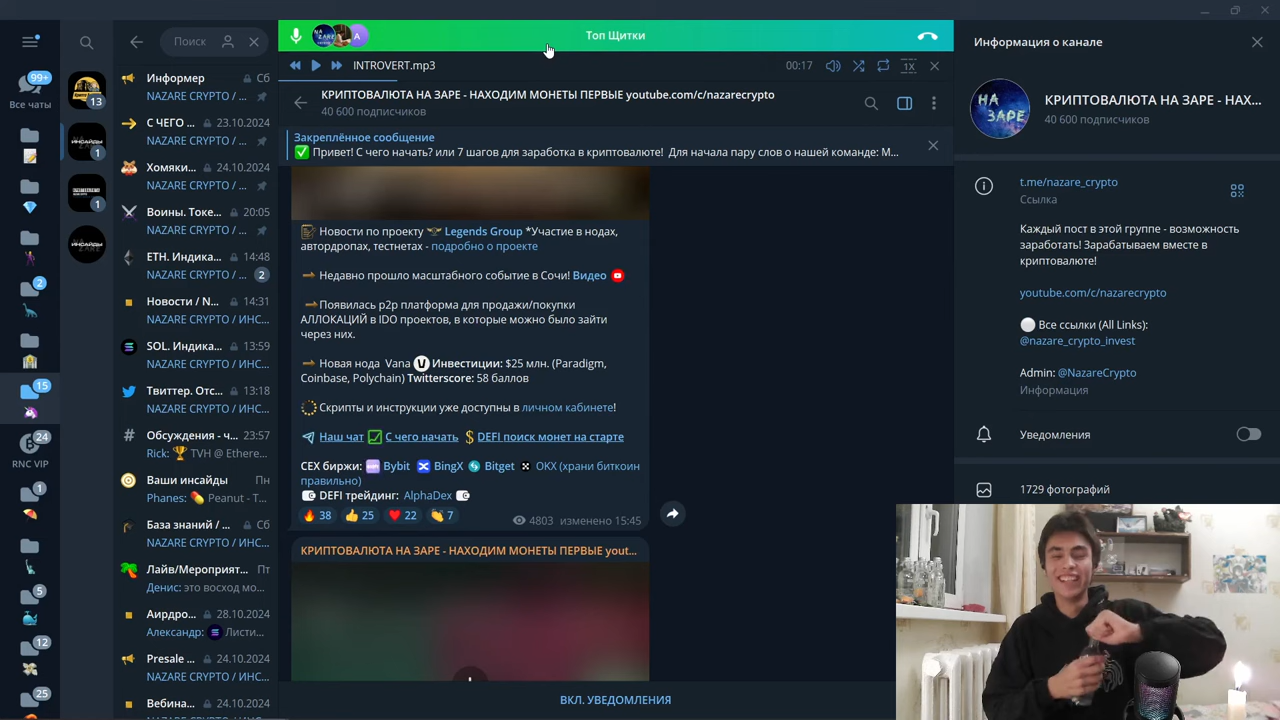 Топ Щитки
INTRÓVERT.mp3
00:17
1X
99+
Все чаты
2
15
24
RNC VIP
1
5
12
25
13
1
1
ИНСАЙДЫ
Поиск
Информер
Сб
NAZARE CRYPTO / ...
С ЧЕГО ...
23.10.2024
NAZARE CRYPTO / ...
Хомяки...
24.10.2024
NAZARE CRYPTO / ...
Воины. Токе...
20:05
NAZARE CRYPTO / ...
ETH. Индика...
14:48
NAZARE CRYPTO / ...
2
Новости / N...
14:31
NAZARE CRYPTO / ИНС...
SOL. Индика...
13:59
NAZARE CRYPTO / ИНС...
Твиттер. Отс...
13:18
NAZARE CRYPTO / ИНС...
Обсуждения - ч...
23:57
Rick: 🏆 TVH @ Ethere...
Ваши инсайды
Пн
Phanes: 💊 Peanut - T...
База знаний / ...
Сб
NAZARE CRYPTO / ИНС...
Лайв/Мероприят...
Пт
Денис: это восход мо...
Аирдро...
28.10.2024
Александр: Листи...
Presale ...
24.10.2024
NAZARE CRYPTO / ИНС...
Вебина...
24.10.2024
NAZARE CRYPTO / ИНС...
КРИПТОВАЛЮТА НА ЗАРЕ - НАХОДИМ МОНЕТЫ ПЕРВЫЕ youtube.com/c/nazarecrypto
40 600 подписчиков
Закреплённое сообщение
✅ Привет! С чего начать? или 7 шагов для заработка в криптовалюте! Для начала пару слов о нашей команде: М...
Новости по проекту Legends Group *Участие в нодах,
автордропах, тестнетах - подробно о проекте
Недавно прошло масштабного событие в Сочи! Видео
Появилась p2p платформа для продажи/покупки
АЛЛОКАЦИЙ в IDO проектов, в которые можно было зайти
через них.
Новая нода Vana Инвестиции: $25 млн. (Paradigm,
Coinbase, Polychain) Twitterscore: 58 баллов
Скрипты и инструкции уже доступны в личном кабинете!
Наш чат С чего начать 💲 DEFI поиск монет на старте
CEX биржи: Bybit BingX Bitget OKX (храни биткоин
правильно)
DEFI трейдинг: AlphaDex
🔥 38 👍 25 ❤ 22 👏 7
4803 изменено 15:45
КРИПТОВАЛЮТА НА ЗАРЕ - НАХОДИМ МОНЕТЫ ПЕРВЫЕ yout...
ВКЛ. УВЕДОМЛЕНИЯ
Информация о канале
НА
ЗАРЕ
КРИПТОВАЛЮТА НА ЗАРЕ - НАХ...
40 600 подписчиков
t.me/nazare_crypto
Ссылка
Каждый пост в этой группе - возможность
заработать! Зарабатываем вместе в
криптовалюте!
youtube.com/c/nazarecrypto
Все ссылки (All Links):
@nazare_crypto_invest
Admin: @NazareCrypto
Информация
Уведомления
1729 фотографий